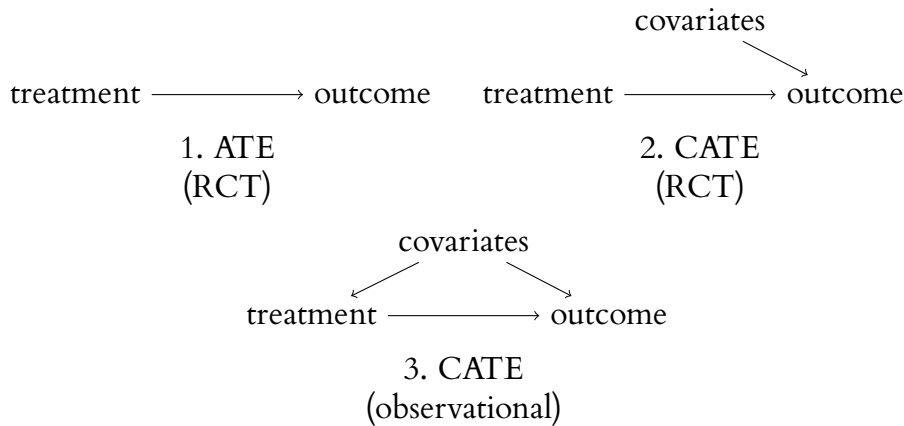 covariates
treatment outcome treatment outcome
1. ATE 2. CATE
(RCT) (RCT)
covariates
treatment outcome
3. CATE
(observational)